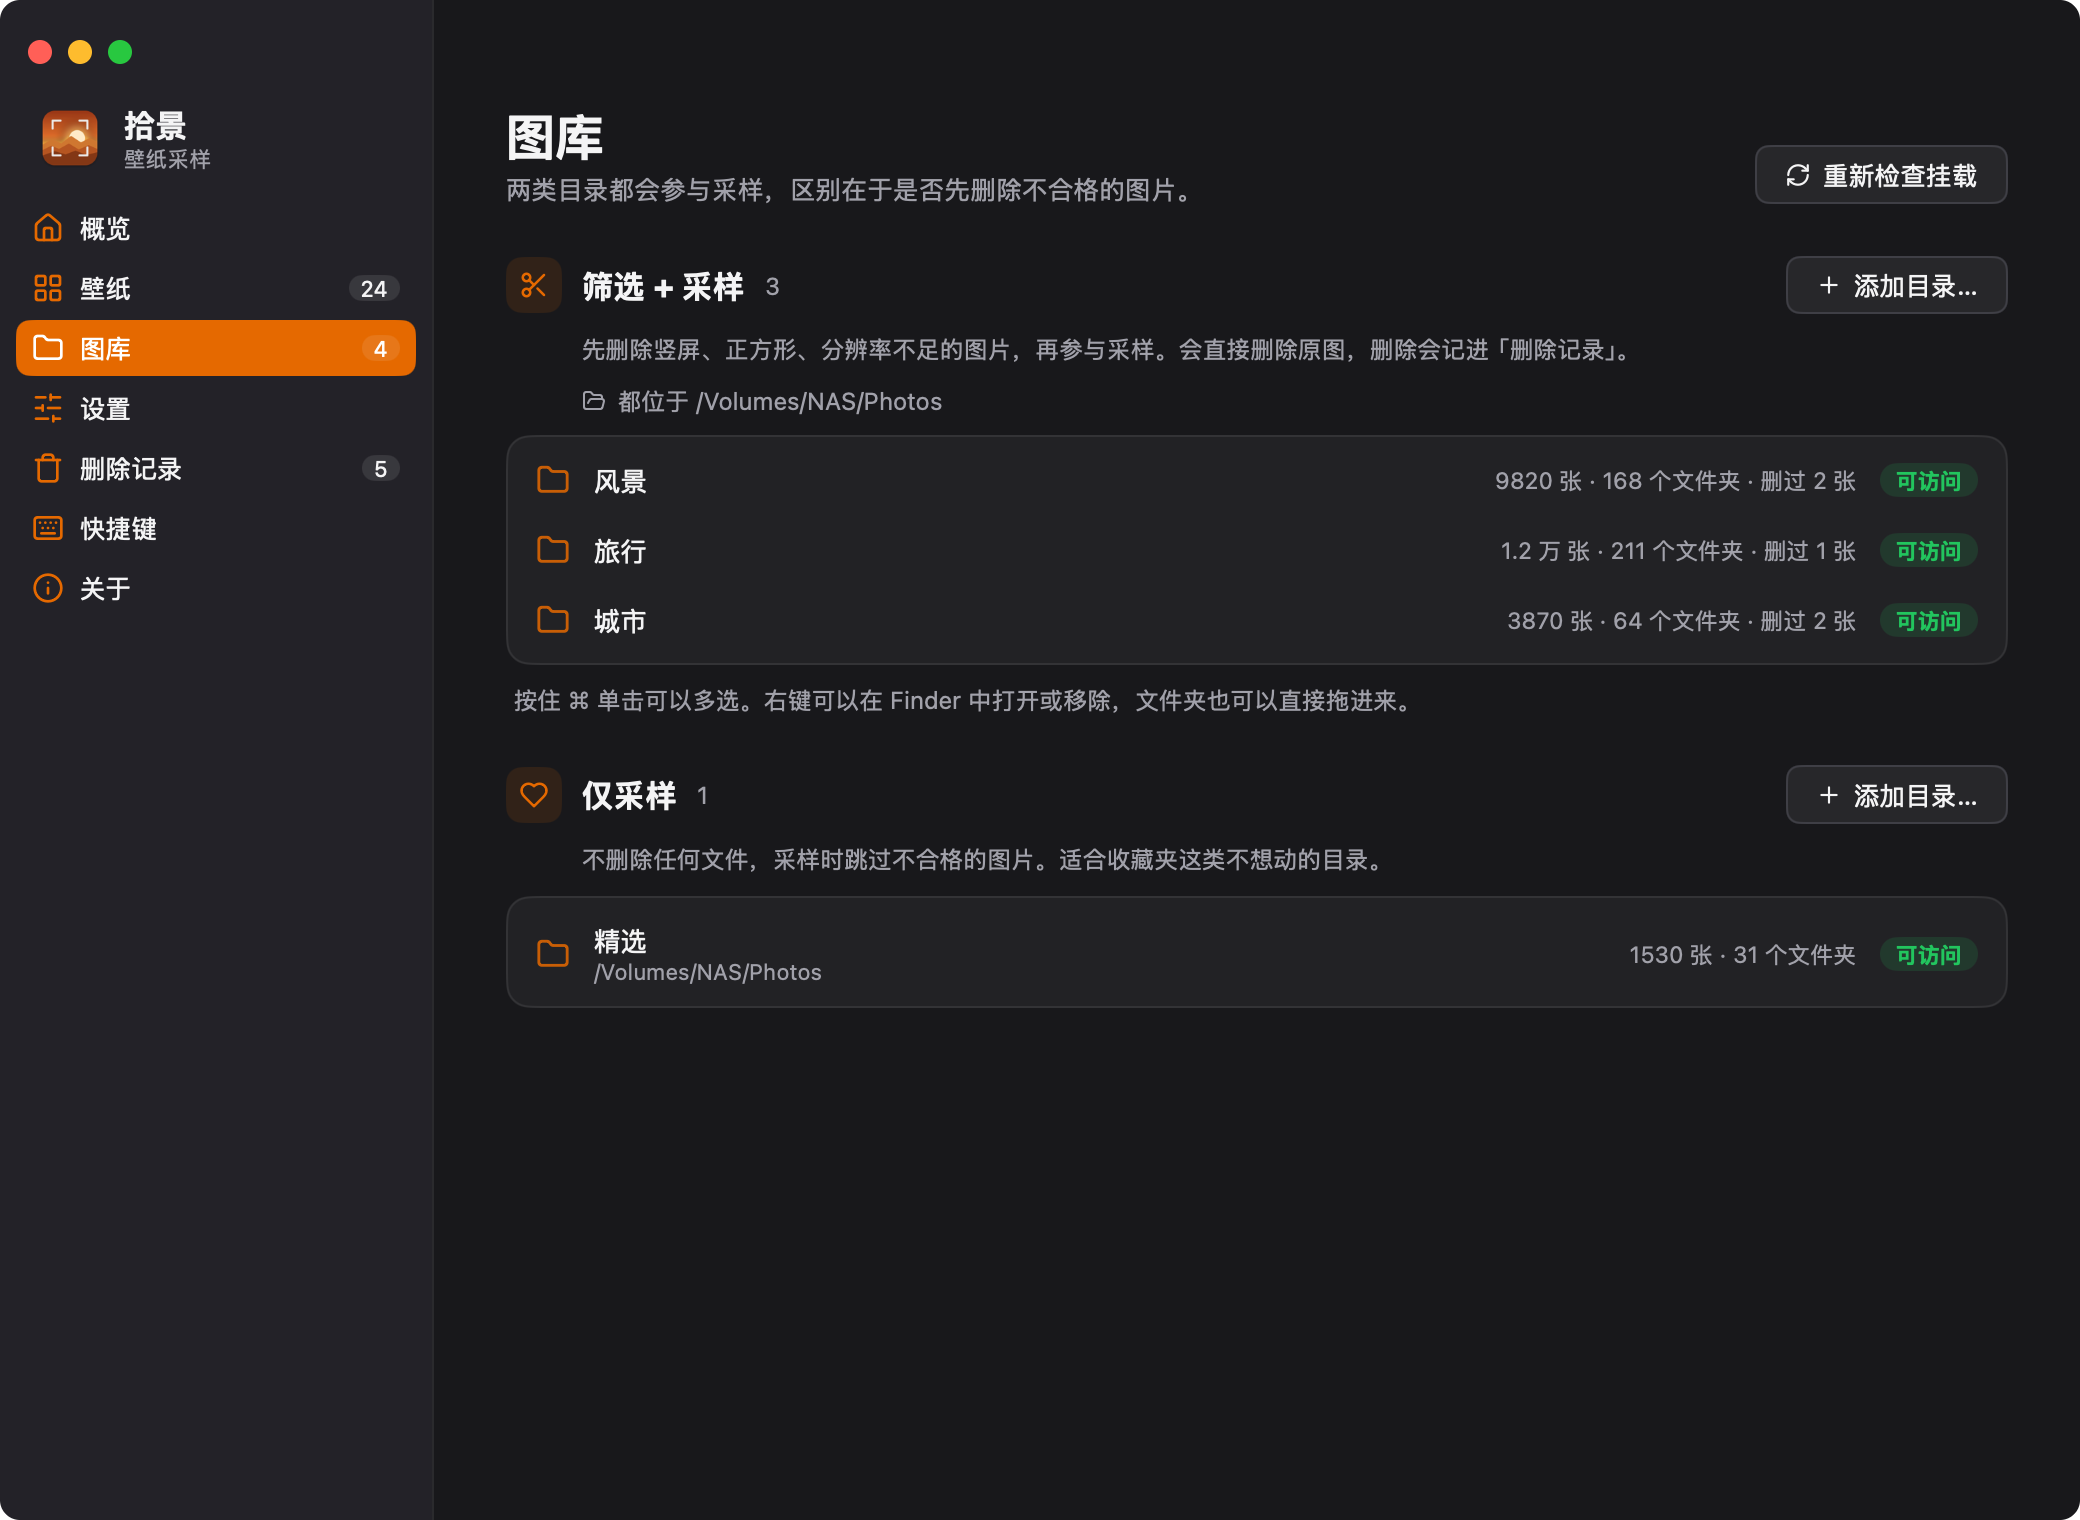 拾景
壁纸采样
概览
壁纸 24
图库 4
设置
删除记录 5
快捷键
关于
图库
两类目录都会参与采样，区别在于是否先删除不合格的图片。
重新检查挂载
筛选 + 采样 3
添加目录...
先删除竖屏、正方形、分辨率不足的图片，再参与采样。会直接删除原图，删除会记进「删除记录」。
都位于 /Volumes/NAS/Photos
风景 9820 张 · 168 个文件夹 · 删过 2 张 可访问
旅行 1.2 万 张 · 211 个文件夹 · 删过 1 张 可访问
城市 3870 张 · 64 个文件夹 · 删过 2 张 可访问
按住 ⌘ 单击可以多选。右键可以在 Finder 中打开或移除，文件夹也可以直接拖进来。
仅采样 1
添加目录...
不删除任何文件，采样时跳过不合格的图片。适合收藏夹这类不想动的目录。
精选
/Volumes/NAS/Photos
1530 张 · 31 个文件夹 可访问